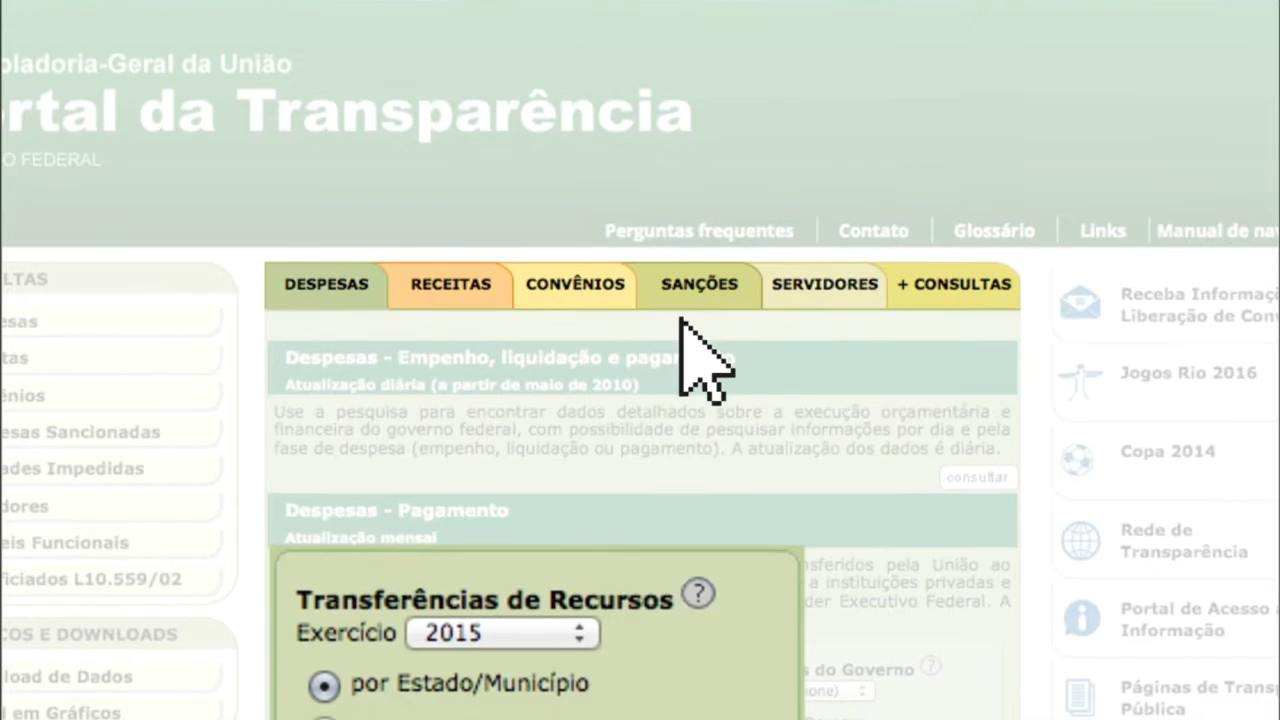 oladoria-Geral da União
rtal da Transparência
O FEDERAL
Perguntas frequentes
Contato
Glossário
Links
Manual de na
LTAS
esas
tas
ênios
esas Sancionadas
ades Impedidas
dores
eis Funcionais
ficiados L10.559/02
OS E DOWNLOADS
load de Dados
l em Gráficos
DESPESAS
RECEITAS
CONVÊNIOS
SANÇÕES
SERVIDORES
+ CONSULTAS
Despesas - Empenho, liquidação e paga
Atualização diária (a partir de maio de 2010)
Use a pesquisa para encontrar dados detalhados sobre a execução orçamentária e
financeira do governo federal, com possibilidade de pesquisar informações por dia e pela
fase de despesa (empenho, liquidação ou pagamento). A atualização dos dados é diária.
consultar
Despesas - Pagamento
Atualização mensal
nsferidos pela União ao
a instituições privadas e
der Executivo Federal. A
s do Governo ?
one)
Transferências de Recursos ?
Exercício 2015
por Estado/Município
Receba Informaç
Liberação de Con
Jogos Rio 2016
Copa 2014
Rede de
Transparência
Portal de Acesso
Informação
Páginas de Transp
Pública